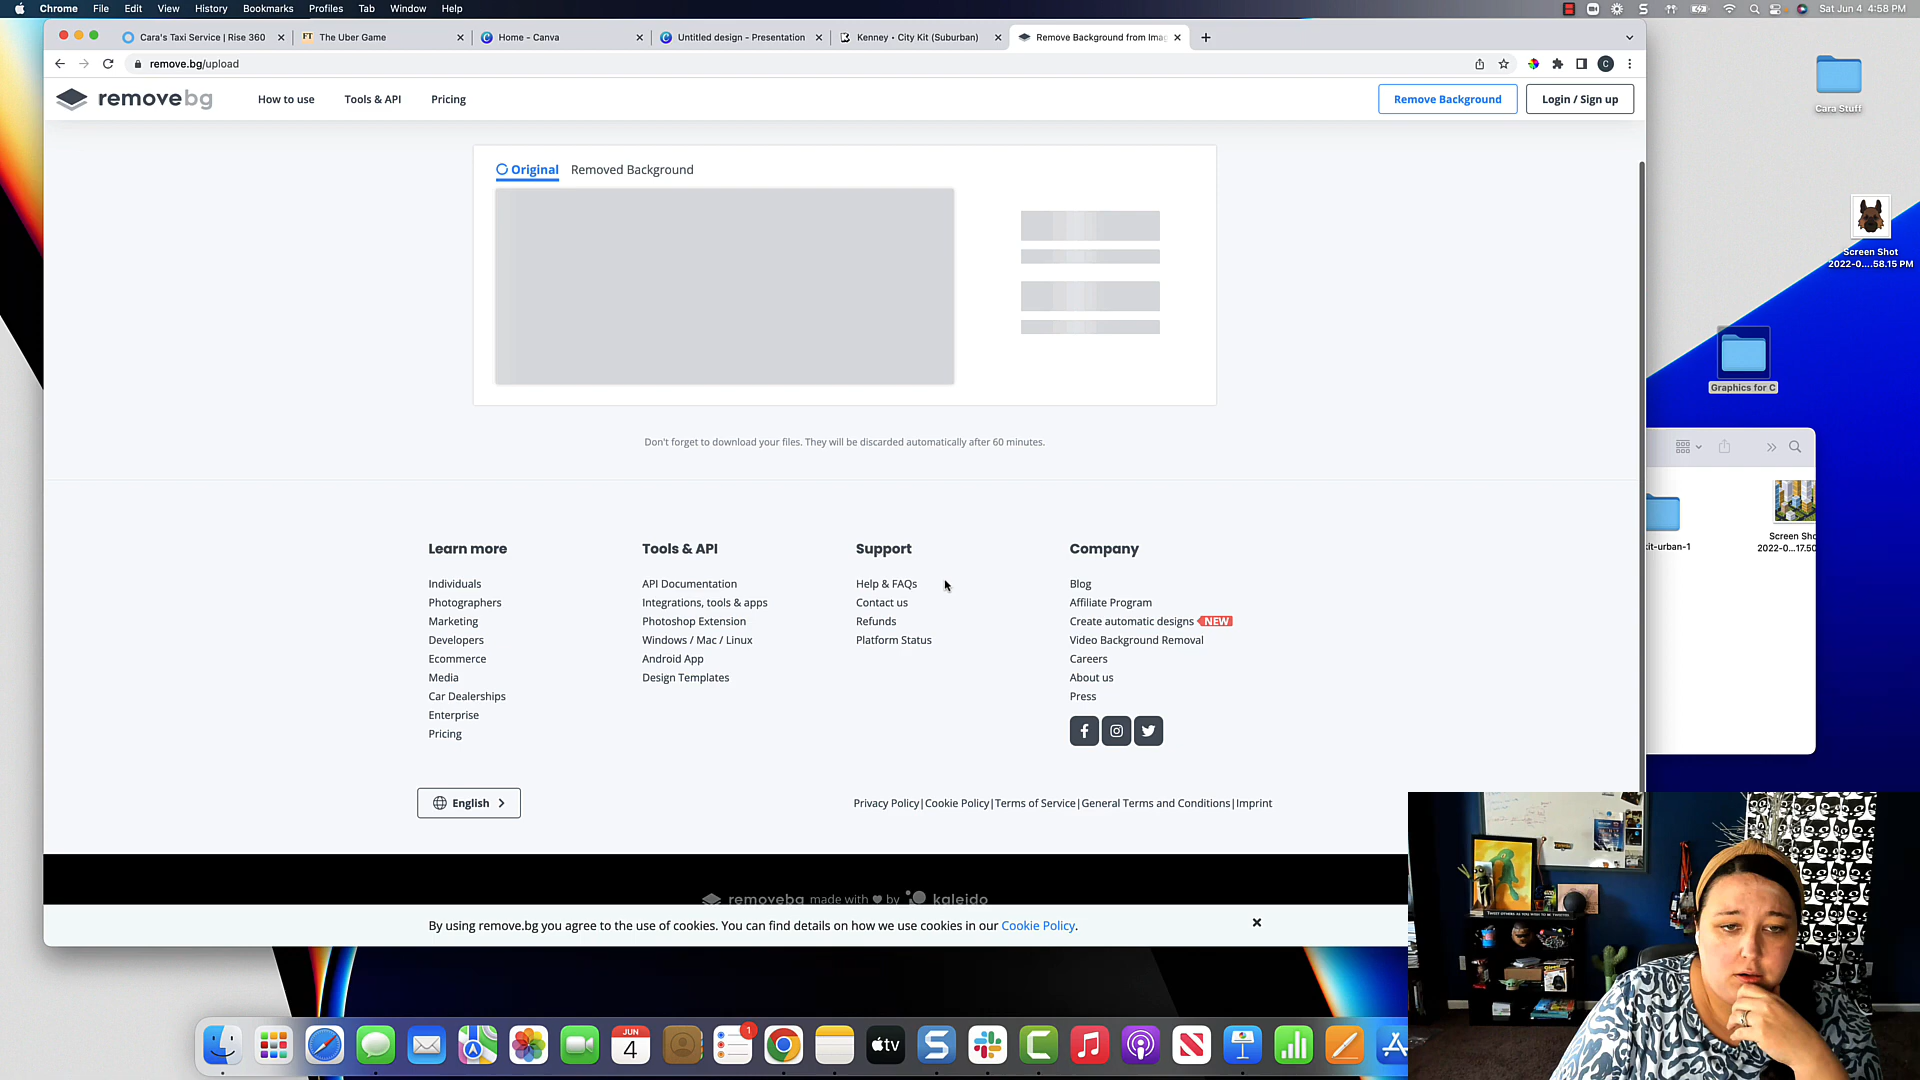 Chrome File Edit View History Bookmarks Profiles Tab Window Help Sat Jun 4 4:58 PM
Cara's Taxi Service | Rise 360 FT The Uber Game Home - Canva Untitled design - Presentation Kenney • City Kit (Suburban) Remove Background from Ima
remove.bg/upload C
removebg How to use Tools & API Pricing Remove Background Login / Sign up
Cara Stuff
Original Removed Background
Screen Shot
2022-0....58.15 PM
Graphics for C
Don't forget to download your files. They will be discarded automatically after 60 minutes.
kit-urban-1
Screen Sho
2022-0...17.50
Learn more Tools & API Support Company
Individuals API Documentation Help & FAQs Blog
Photographers Integrations, tools & apps Contact us Affiliate Program
Marketing Photoshop Extension Refunds Create automatic designs NEW
Developers Windows / Mac / Linux Platform Status Video Background Removal
Ecommerce Android App Careers
Media Design Templates About us
Car Dealerships Press
Enterprise
Pricing
English Privacy Policy|Cookie Policy|Terms of Service|General Terms and Conditions|Imprint
removebg made with ♥ by kaleido
By using remove.bg you agree to the use of cookies. You can find details on how we use cookies in our Cookie Policy.
JUN
4
1
tv